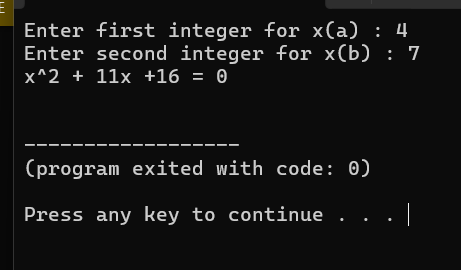 E
Enter first integer for x(a) : 4
Enter second integer for x(b) : 7
x^2 + 11x +16 = 0
------------------
(program exited with code: 0)
Press any key to continue . . .